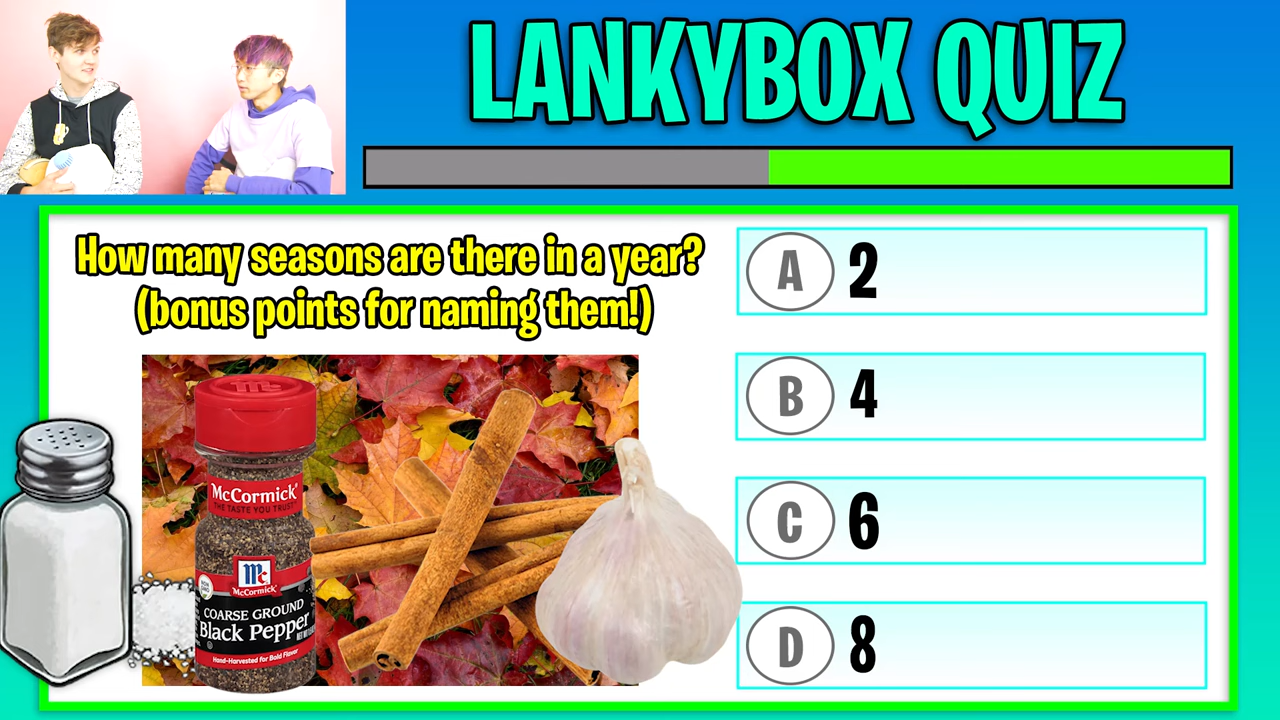 LANKYBOX QUIZ
How many seasons are there in a year?
(bonus points for naming them!)
A 2
B 4
C 6
D 8
McCormick
THE TASTE YOU TRUST
Mc
McCormick
COARSE GROUND
Black Pepper
Hand-Harvested for Bold Flavor